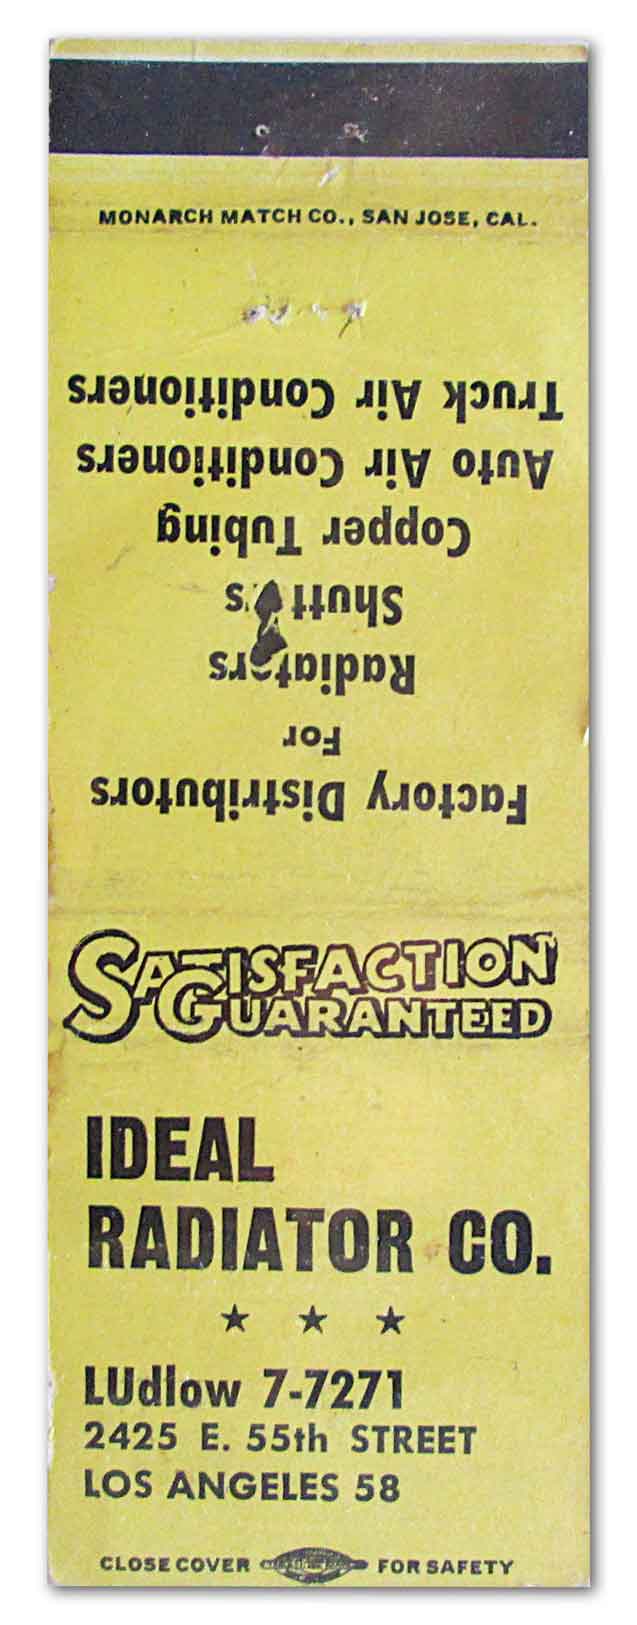 MONARCH MATCH CO., SAN JOSE, CAL.
Factory Distributors
For
Radiators
Shutters
Copper Tubing
Auto Air Conditioners
Truck Air Conditioners
SATISFACTION
GUARANTEED
IDEAL
RADIATOR CO.
★ ★ ★
LUdlow 7-7271
2425 E. 55th STREET
LOS ANGELES 58
CLOSE COVER FOR SAFETY